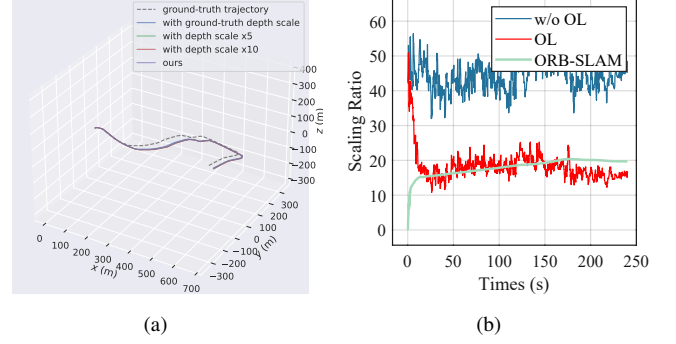 ground-truth trajectory
with ground-truth depth scale
with depth scale x5
with depth scale x10
ours
400
300
200
100
0
−100
−200
−300
z (m)
300
200
100
0
−100
−200
−300
y (m)
0
100
200
300
400
500
600
700
x (m)
(a)
w/o OL
OL
ORB-SLAM
60
50
40
30
20
10
0
Scaling Ratio
0
50
100
150
200
250
Times (s)
(b)